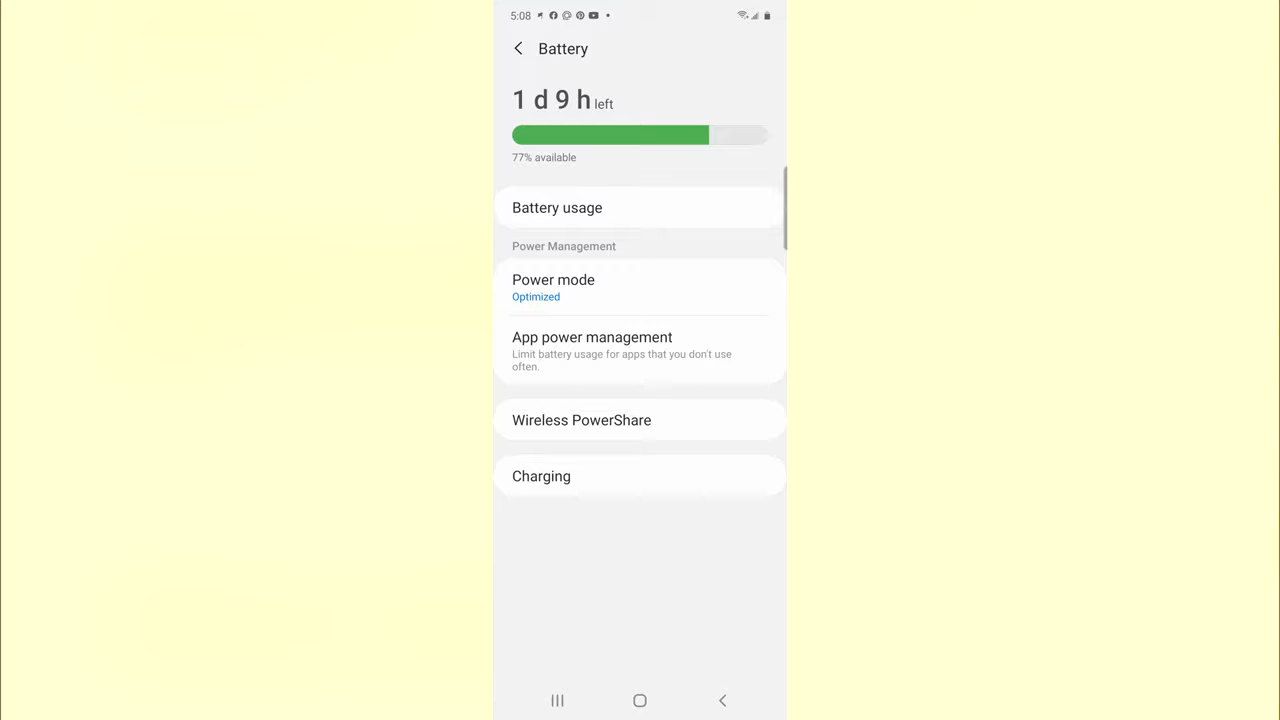 5:08
Battery
1 d 9 h left
77% available
Battery usage
Power Management
Power mode
Optimized
App power management
Limit battery usage for apps that you don't use
often.
Wireless PowerShare
Charging